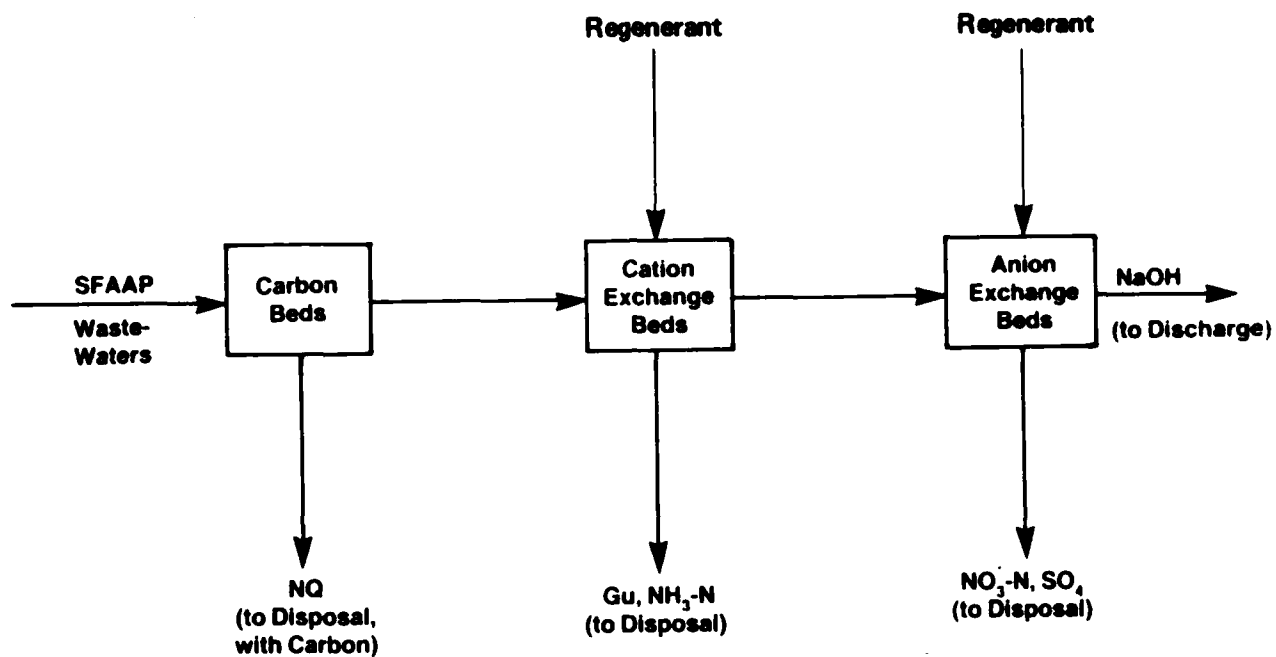 Regenerant
Regenerant
SFAAP
Waste-
Waters
Carbon
Beds
Cation
Exchange
Beds
Anion
Exchange
Beds
NaOH
(to Discharge)
NQ
(to Disposal,
with Carbon)
Gu, NH₃-N
(to Disposal)
NO₃-N, SO₄
(to Disposal)